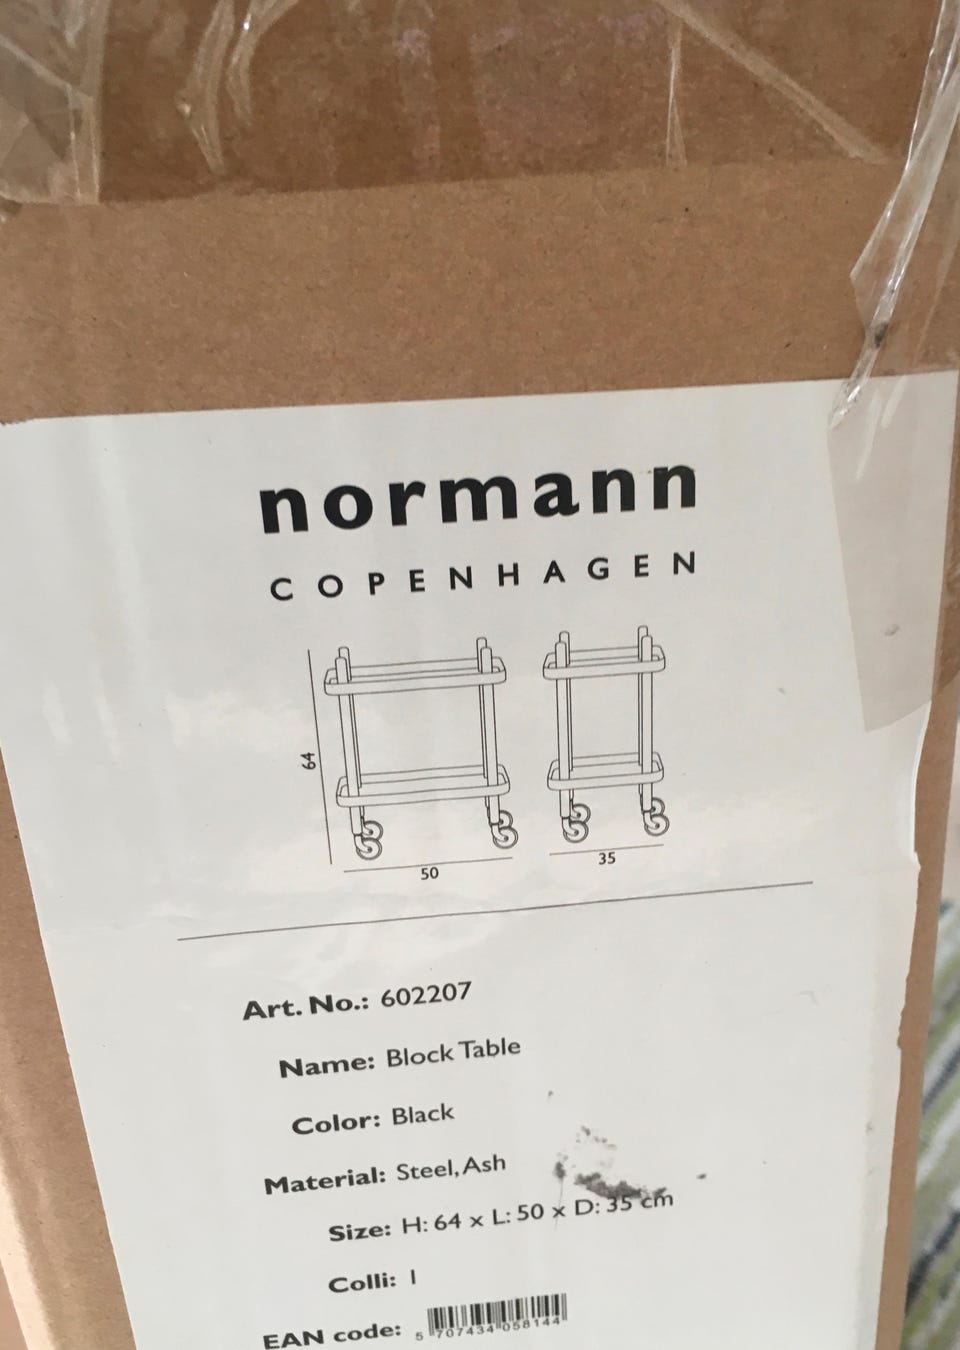 normann
COPENHAGEN
64
50
35
Art. No.: 602207
Name: Block Table
Color: Black
Material: Steel, Ash
Size: H: 64 x L: 50 x D: 35 cm
Colli: 1
EAN code: 5 707434 058144